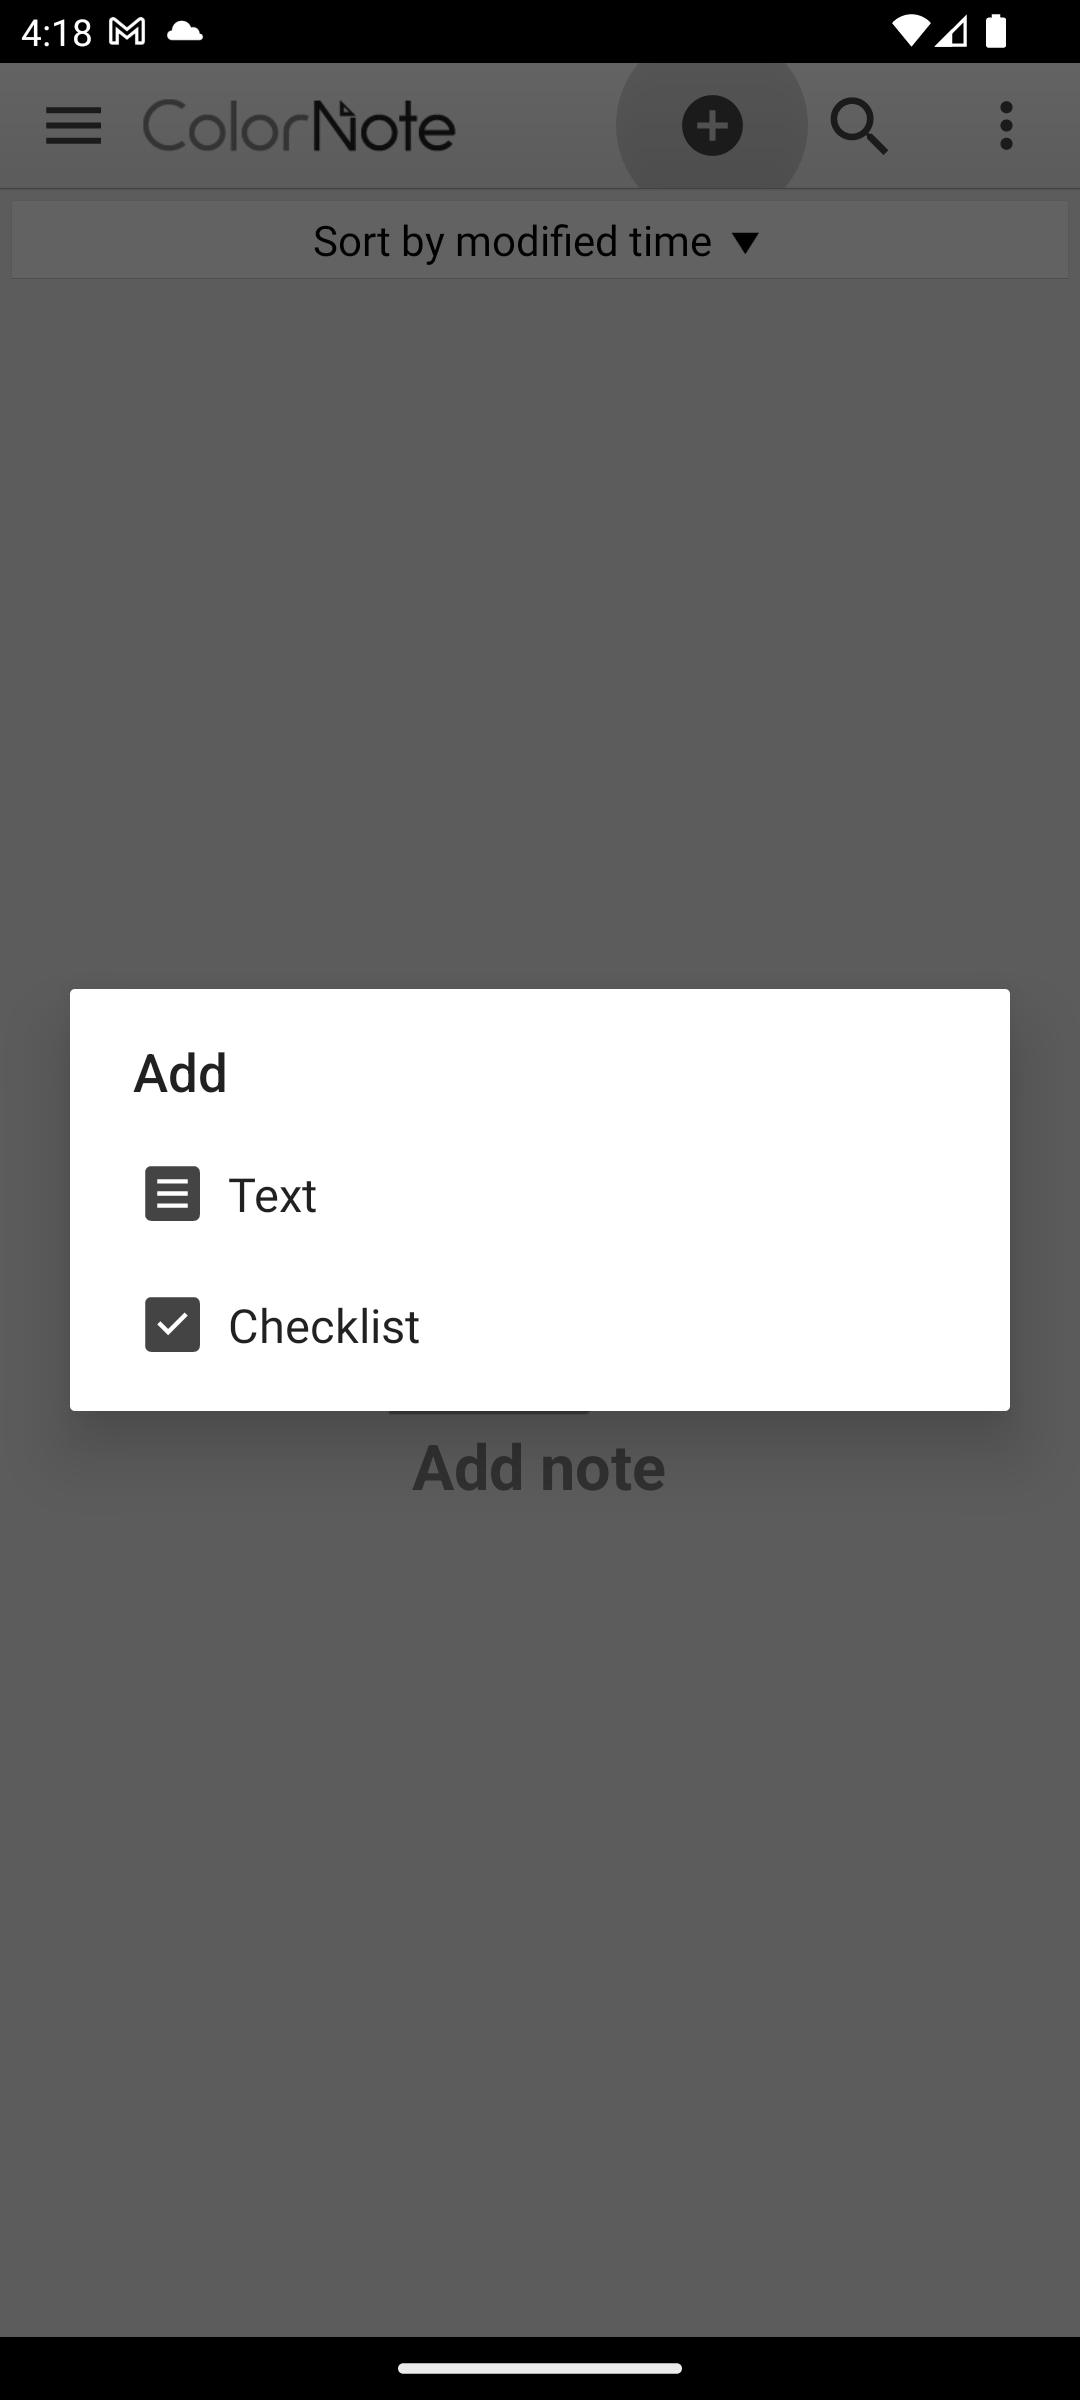 4:18
ColorNote
Sort by modified time ▼
Add
Text
Checklist
Add note